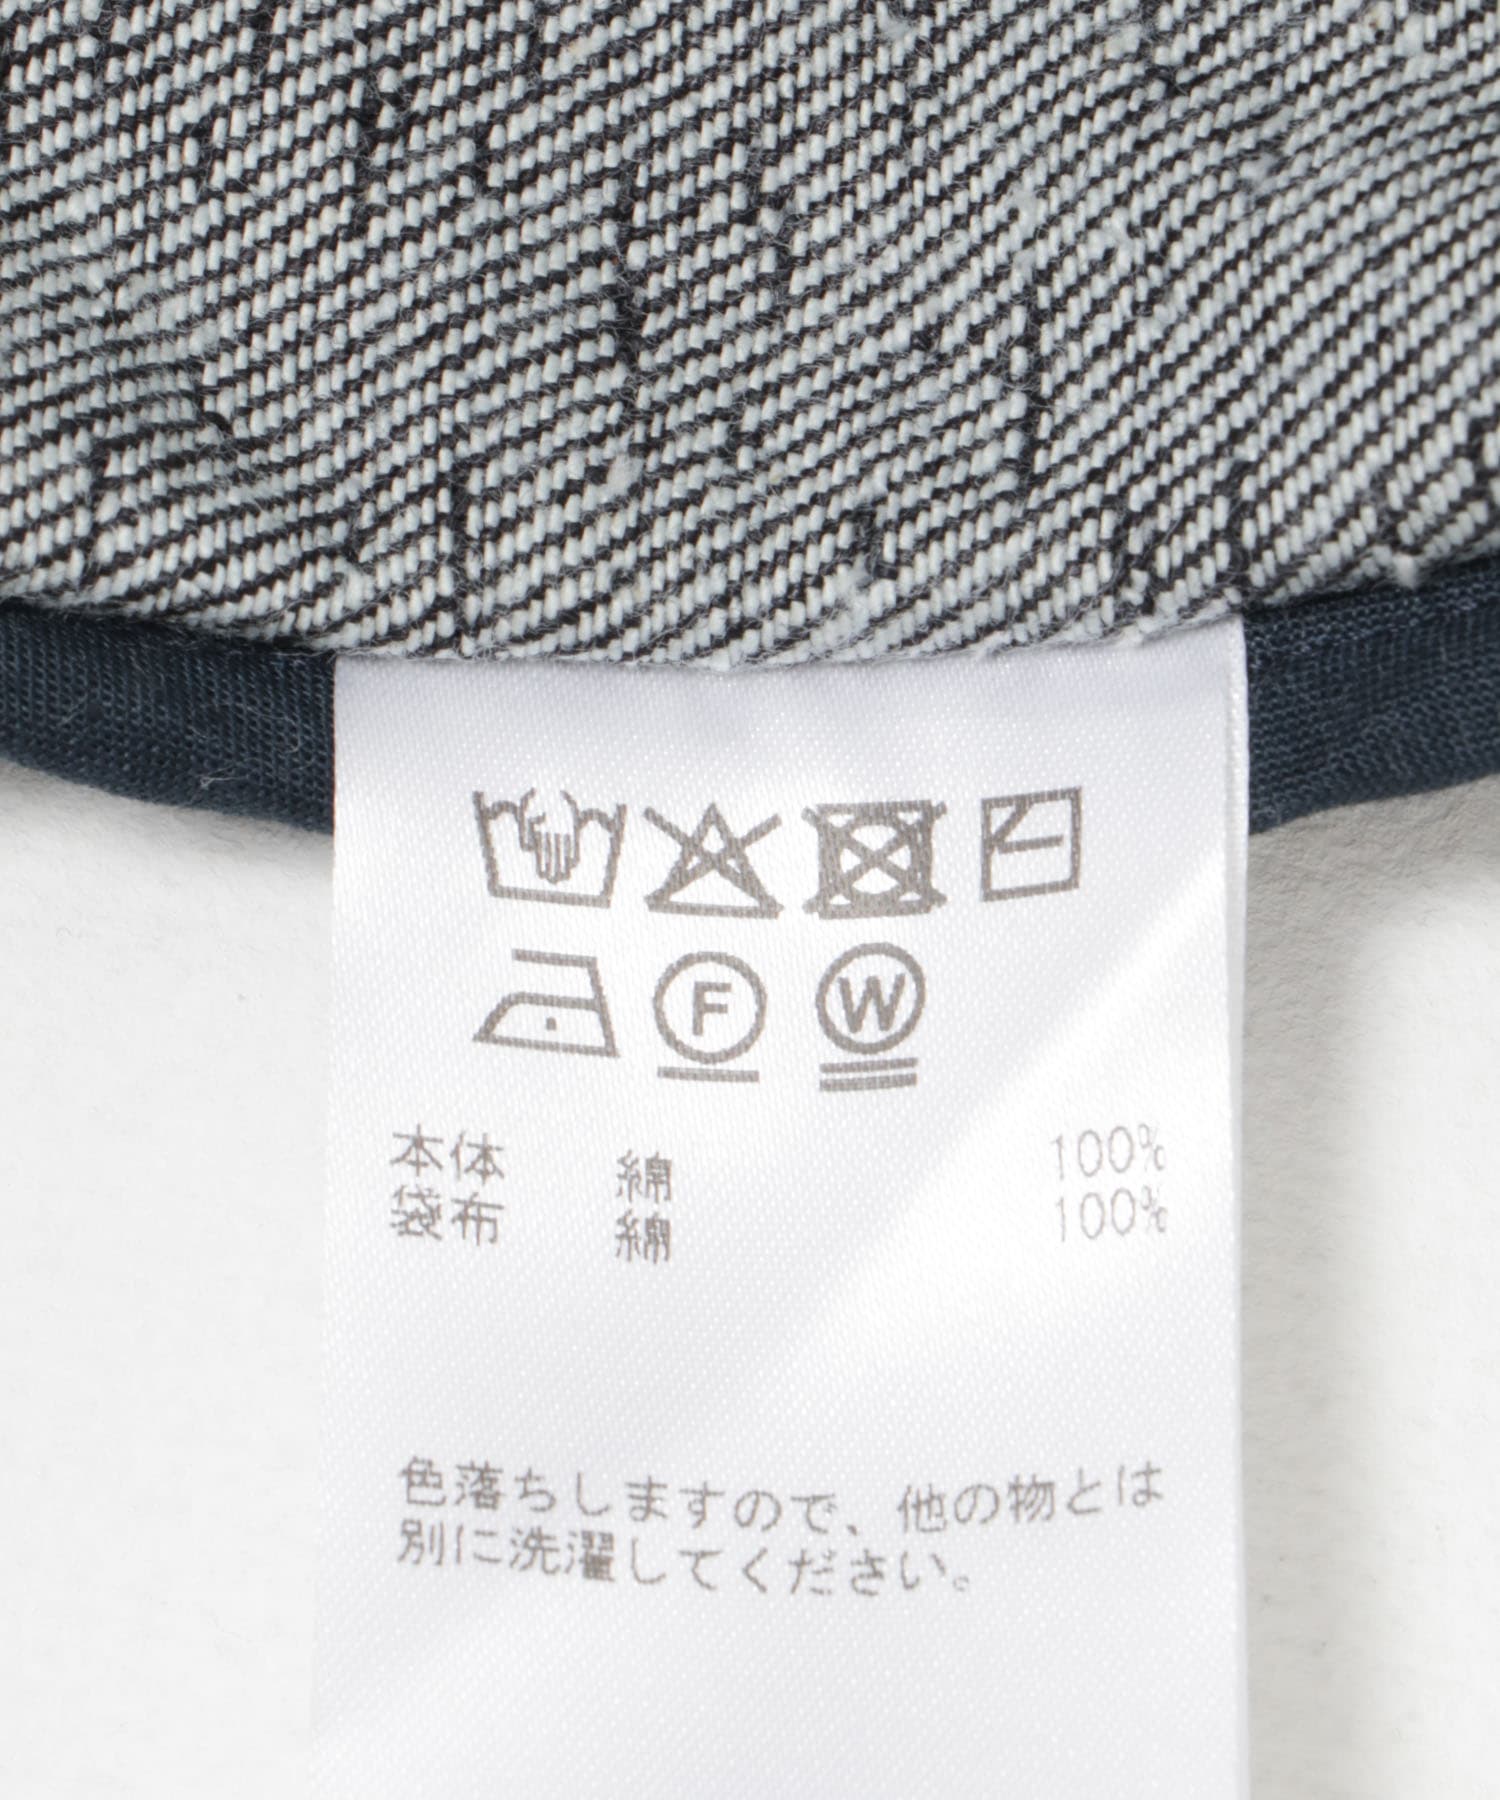 F W
本体 綿 100%
袋布 綿 100%
色落ちしますので、他の物とは
別に洗濯してください。